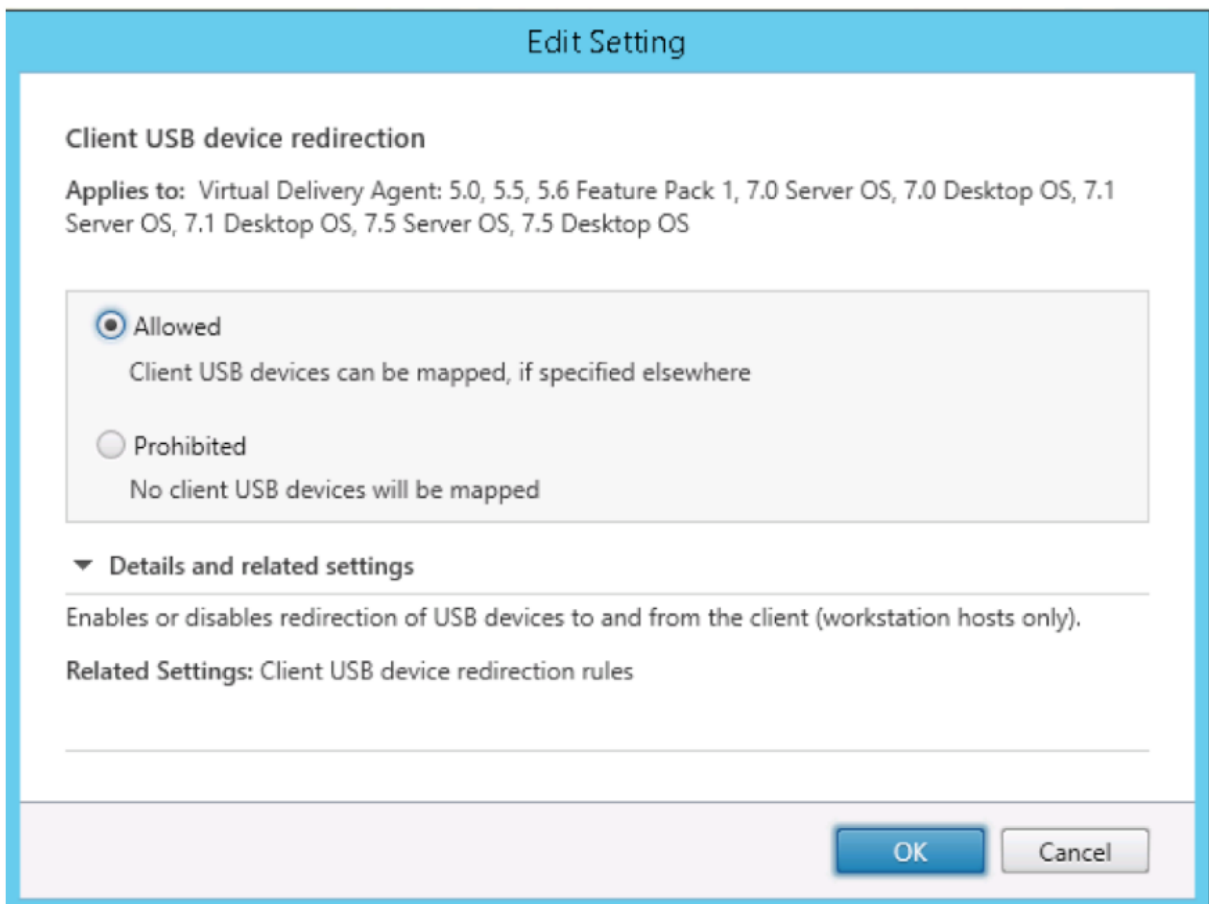 Edit Setting
Client USB device redirection
Applies to: Virtual Delivery Agent: 5.0, 5.5, 5.6 Feature Pack 1, 7.0 Server OS, 7.0 Desktop OS, 7.1
Server OS, 7.1 Desktop OS, 7.5 Server OS, 7.5 Desktop OS
Allowed
Client USB devices can be mapped, if specified elsewhere
Prohibited
No client USB devices will be mapped
Details and related settings
Enables or disables redirection of USB devices to and from the client (workstation hosts only).
Related Settings: Client USB device redirection rules
OK
Cancel